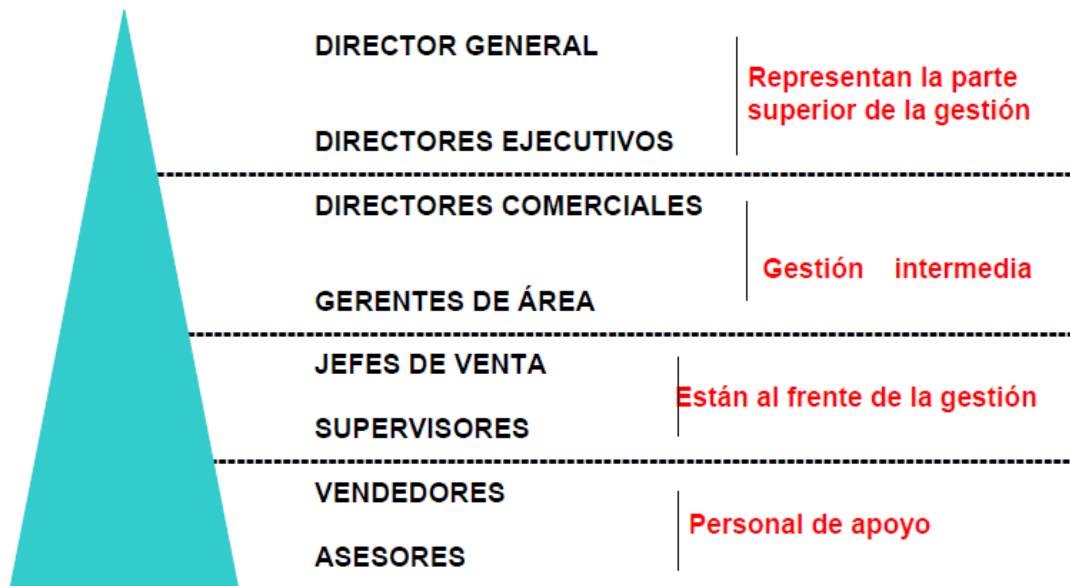 DIRECTOR GENERAL
Representan la parte
superior de la gestión
DIRECTORES EJECUTIVOS
DIRECTORES COMERCIALES
Gestión intermedia
GERENTES DE ÁREA
JEFES DE VENTA
Están al frente de la gestión
SUPERVISORES
VENDEDORES
Personal de apoyo
ASESORES